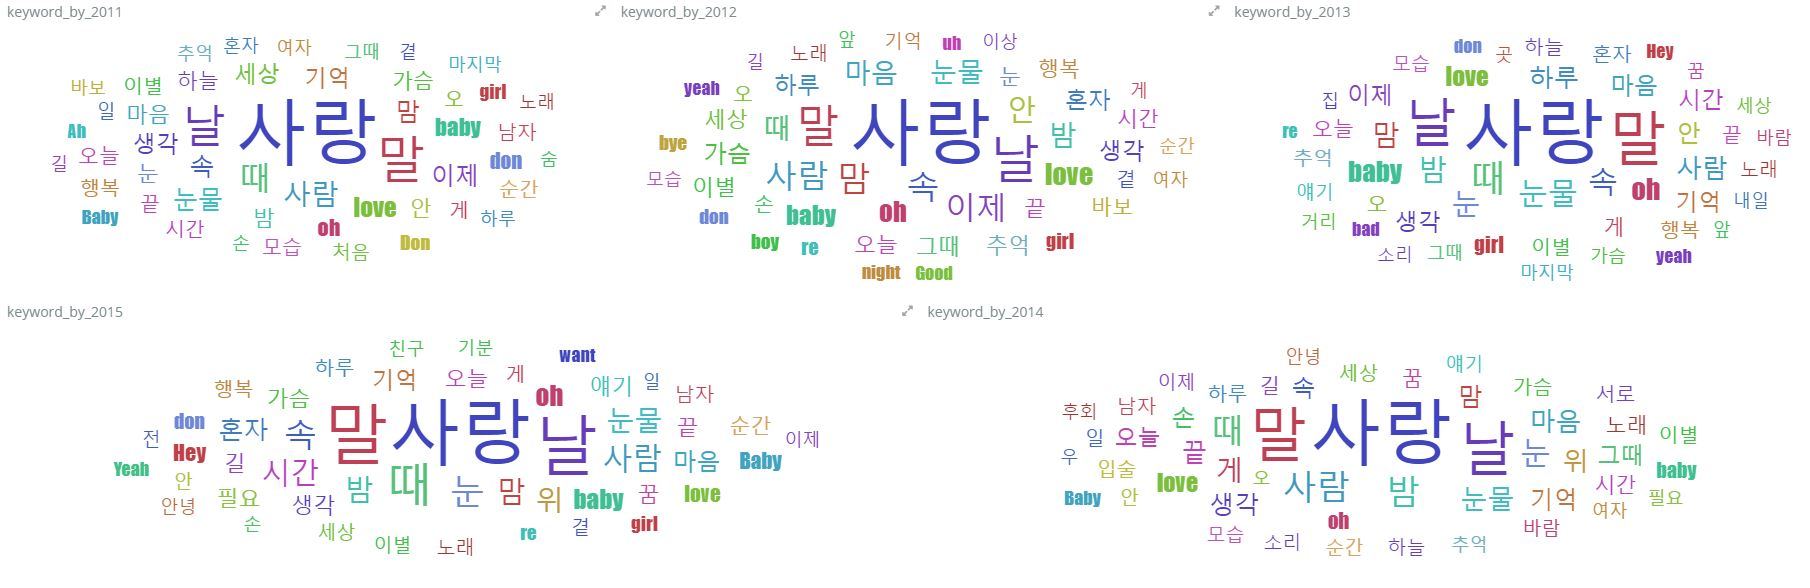 keyword_by_2011
추억 혼자 여자 그때 곁
바보 이별 하늘 세상 기억 가슴 마지막
일 마음 날 사랑 맘 오 girl 노래
Ah 생각 말 baby 남자
길 오늘 눈 속 때 사람 이제 don 숨
행복 끝 눈물 love 안 게 순간
Baby 시간 밤 oh 하루
손 모습 처음 Don
keyword_by_2012
앞 기억 uh 이상
길 노래 하루 마음 눈물 눈 행복
yeah 오 혼자 게
세상 때 말 사랑 안 밤 시간
bye 가슴 날 생각 순간
모습 이별 사람 맘 속 love 곁 여자
don 손 baby oh 이제 끝 바보
boy re 오늘 그때 추억 girl
night Good
keyword_by_2013
don 곳 하늘 혼자 Hey
모습 love 하루 마음 꿈
집 이제 날 사랑 말 시간 세상
re 오늘 맘 안 끝 바람
추억 baby 밤 때 눈물 속 사람 노래
얘기 오 눈 oh 기억 내일
거리 bad 생각 게 행복 앞
소리 그때 girl 이별 가슴 yeah
마지막
keyword_by_2015
친구 기분 want
하루 기억 오늘 게 얘기 일
행복 가슴 oh 남자
don 혼자 속 말 사랑 날 눈물 끝 순간
전 Hey 이제
Yeah 길 시간 사람 마음 Baby
안 밤 때 눈 맘 위 baby 꿈 love
안녕 필요 생각
손 세상 re 곁 girl
이별 노래
keyword_by_2014
안녕 얘기
이제 하루 길 속 세상 꿈 맘 가슴 서로
후회 남자 손 때 말 사랑 날 마음 노래
일 오늘 이별
우 입술 끝 게 눈 위 그때 baby
love 오 사람 밤 시간
Baby 안 생각 눈물 기억 여자 필요
oh 바람
모습 소리 순간 하늘 추억